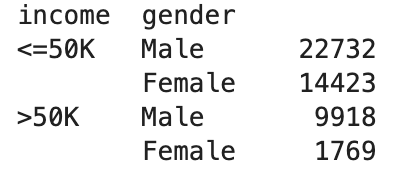 income gender
<=50K Male 22732
Female 14423
>50K Male 9918
Female 1769